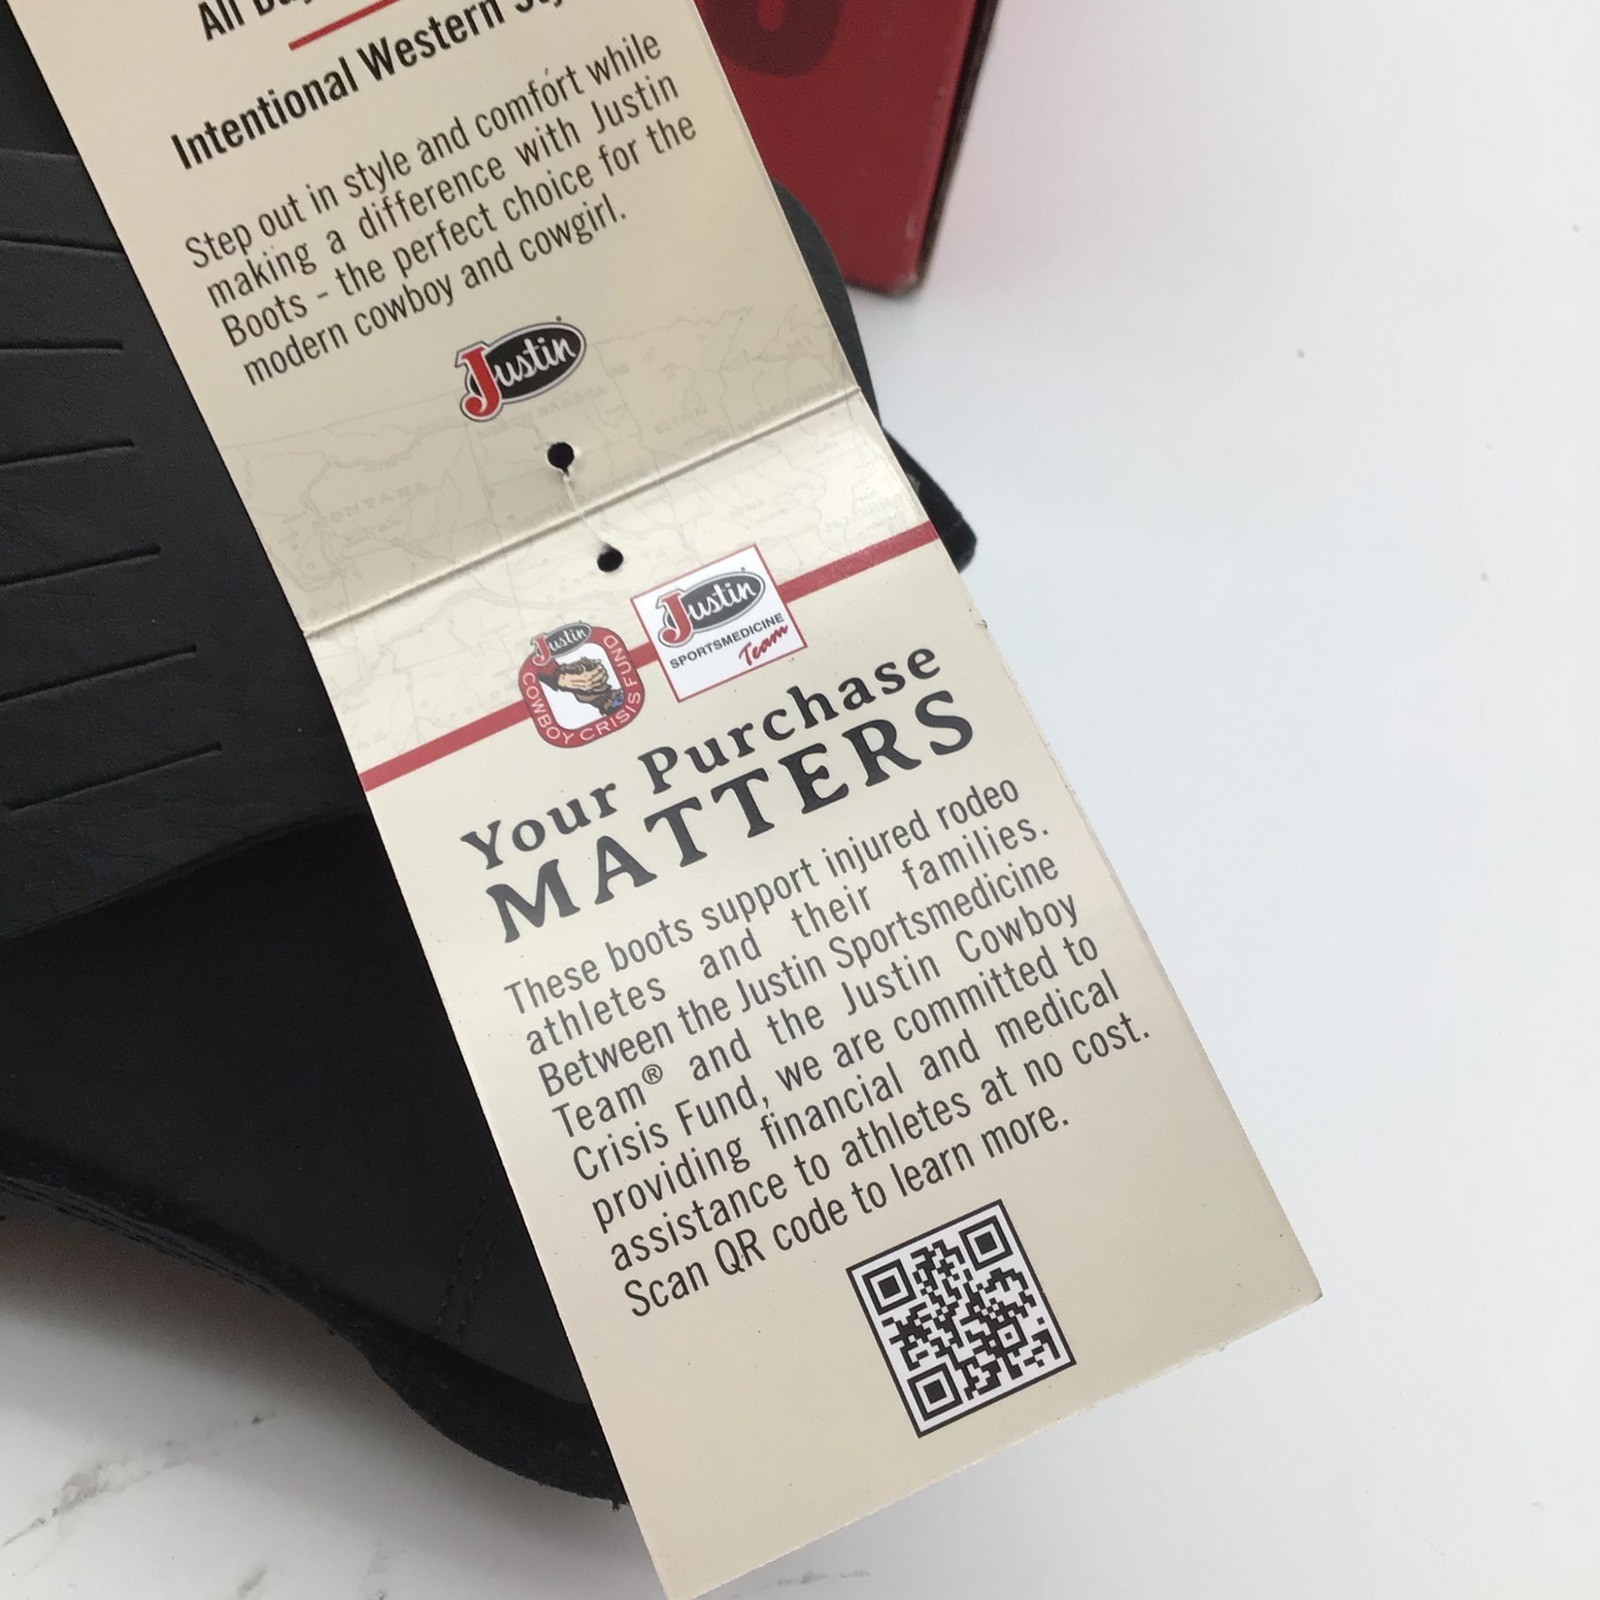 All
Intentional Western
Step out in style and comfort while
making a difference with Justin
Boots - the perfect choice for the
modern cowboy and cowgirl.
Justin
MONTANA
Justin
COWBOY CRISIS FUND
Justin
SPORTSMEDICINE
Team
Your Purchase
MATTERS
These boots support injured rodeo
athletes and their families.
Between the Justin Sportsmedicine
Team® and the Justin Cowboy
Crisis Fund, we are committed to
providing financial and medical
assistance to athletes at no cost.
Scan QR code to learn more.